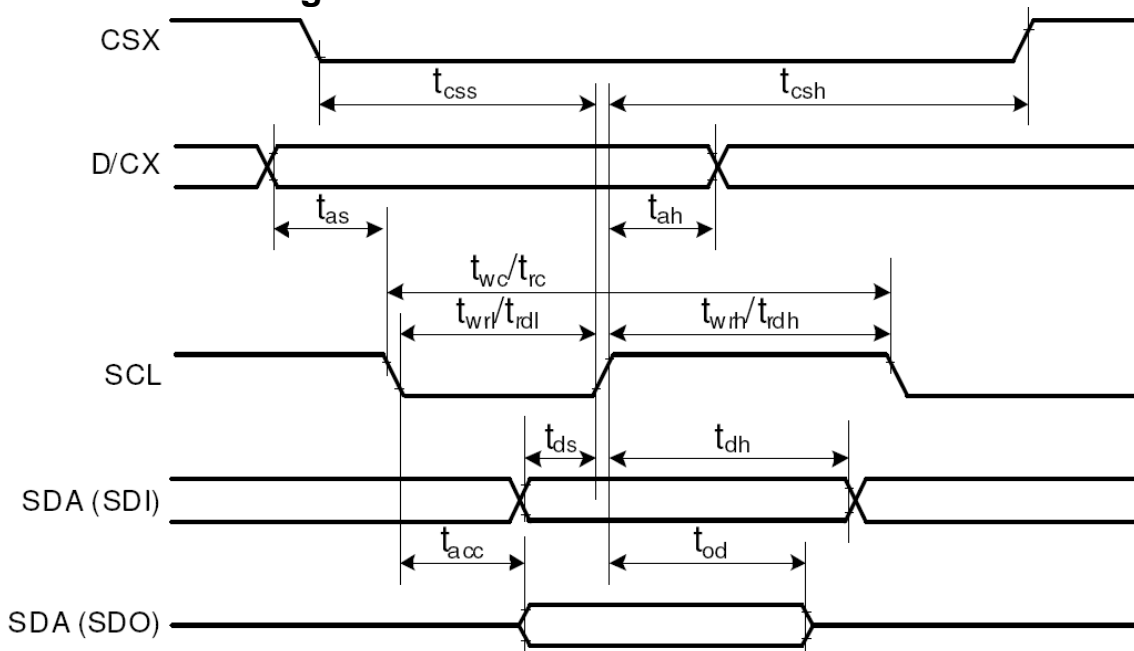 CSX
tcss
tcsh
D/CX
tas
tah
twc/trc
twrl/trdl
twrh/trdh
SCL
tds
tdh
SDA (SDI)
tacc
tod
SDA (SDO)